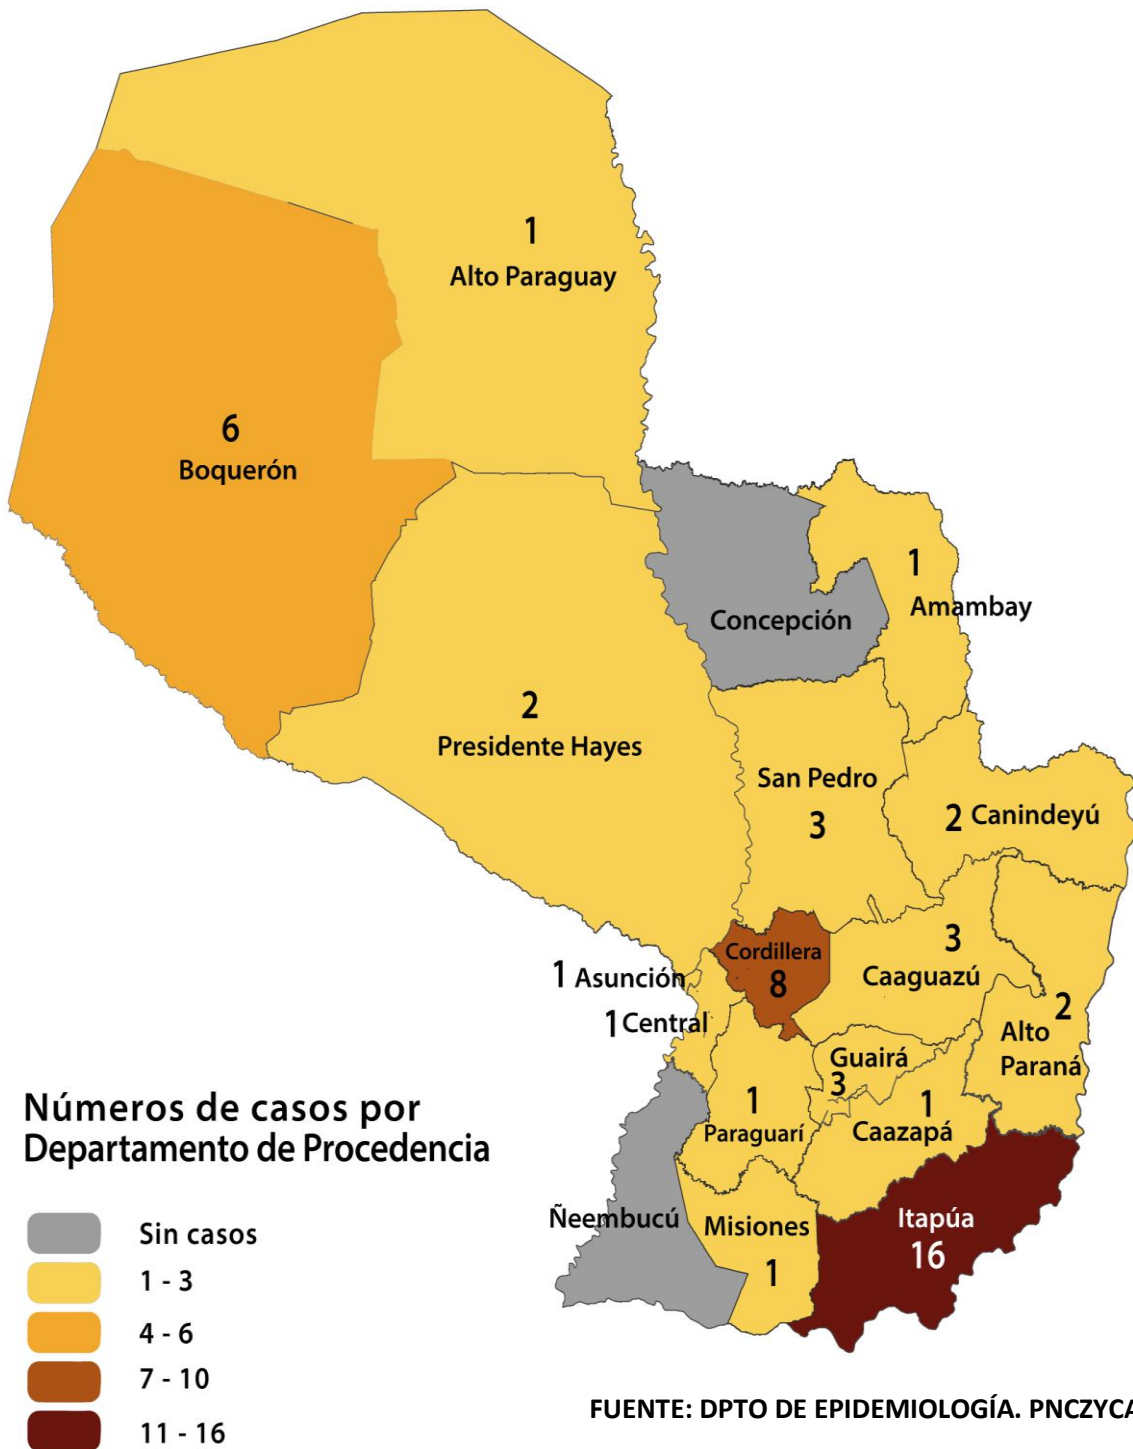 1
Alto Paraguay
6
Boquerón
Concepción
1
Amambay
2
Presidente Hayes
San Pedro
3
2 Canindeyú
Cordillera
8
3
Caaguazú
1 Asunción
1 Central
2
Alto
Paraná
Guairá
3
1
Paraguarí
1
Caazapá
Ñeembucú
Misiones
1
Itapúa
16
Números de casos por
Departamento de Procedencia
Sin casos
1 - 3
4 - 6
7 - 10
11 - 16
FUENTE: DPTO DE EPIDEMIOLOGÍA. PNCZYCA